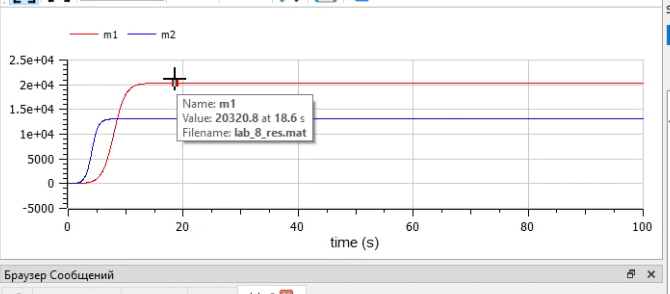 m1 m2
2.5e+04
2e+04
1.5e+04
1e+04
5000
0
-5000
Name: m1
Value: 20320.8 at 18.6 s
Filename: lab_8_res.mat
0 20 40 60 80 100
time (s)
Браузер Сообщений